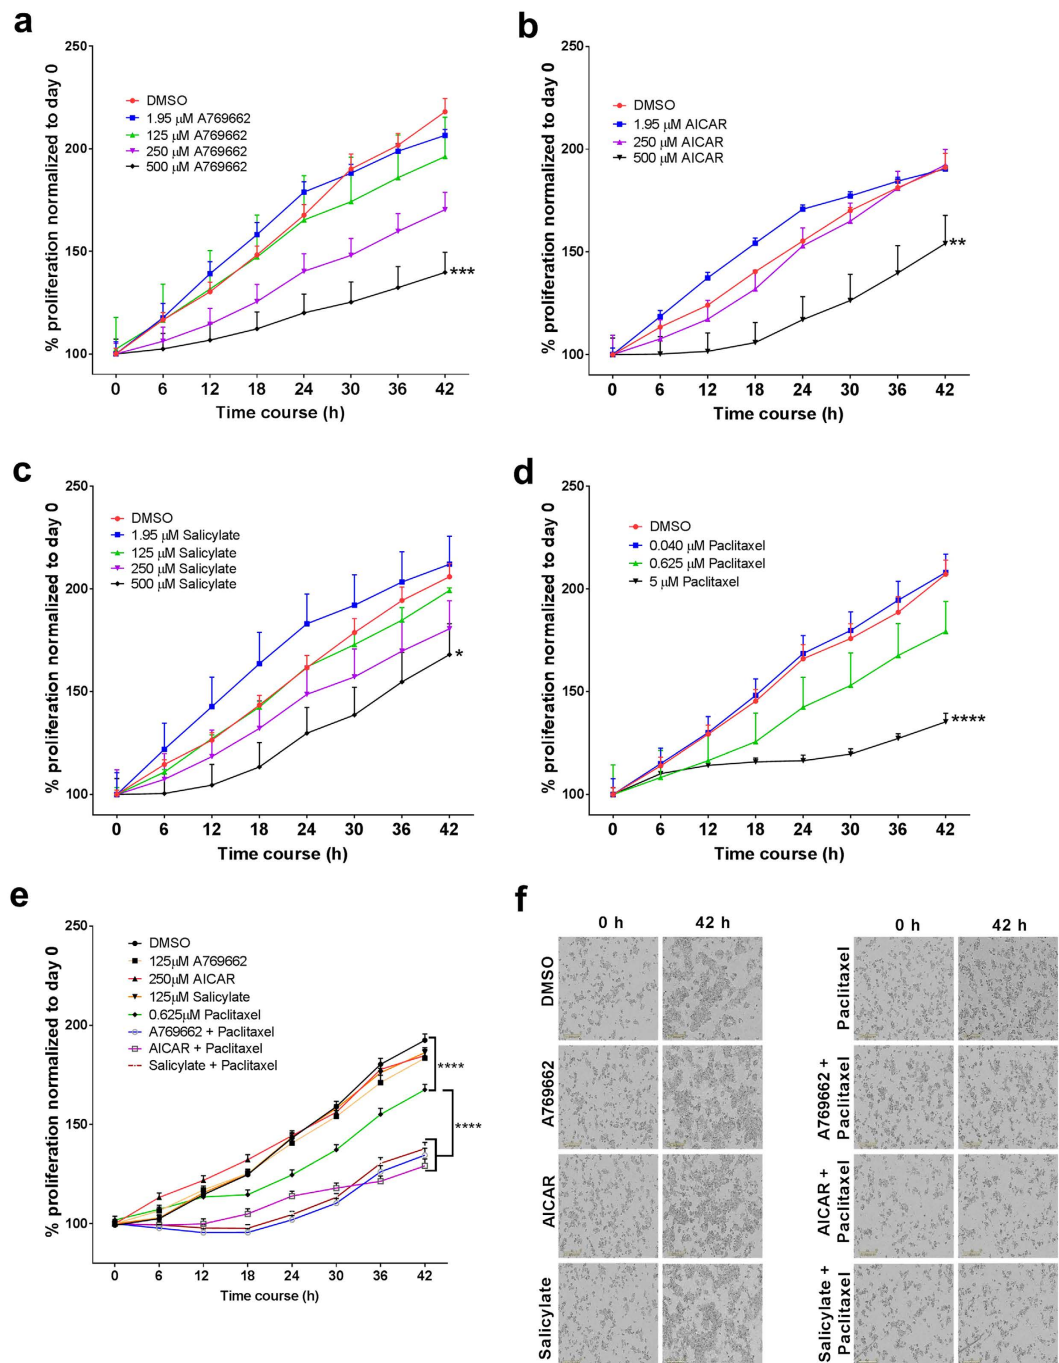 a
% proliferation normalized to day 0
250
200
150
100
DMSO
1.95 µM A769662
125 µM A769662
250 µM A769662
500 µM A769662
***
0 6 12 18 24 30 36 42
Time course (h)
b
% proliferation normalized to day 0
250
200
150
100
DMSO
1.95 µM AICAR
250 µM AICAR
500 µM AICAR
**
0 6 12 18 24 30 36 42
Time course (h)
c
% proliferation normalized to day 0
250
200
150
100
DMSO
1.95 µM Salicylate
125 µM Salicylate
250 µM Salicylate
500 µM Salicylate
*
0 6 12 18 24 30 36 42
Time course (h)
d
% proliferation normalized to day 0
250
200
150
100
DMSO
0.040 µM Paclitaxel
0.625 µM Paclitaxel
5 µM Paclitaxel
****
0 6 12 18 24 30 36 42
Time course (h)
e
% proliferation normalized to day 0
250
200
150
100
DMSO
125µM A769662
250µM AICAR
125µM Salicylate
0.625µM Paclitaxel
A769662 + Paclitaxel
AICAR + Paclitaxel
Salicylate + Paclitaxel
****
****
0 6 12 18 24 30 36 42
Time course (h)
f
0 h 42 h
DMSO
A769662
AICAR
Salicylate
0 h 42 h
Paclitaxel
A769662 +
Paclitaxel
AICAR +
Paclitaxel
Salicylate +
Paclitaxel